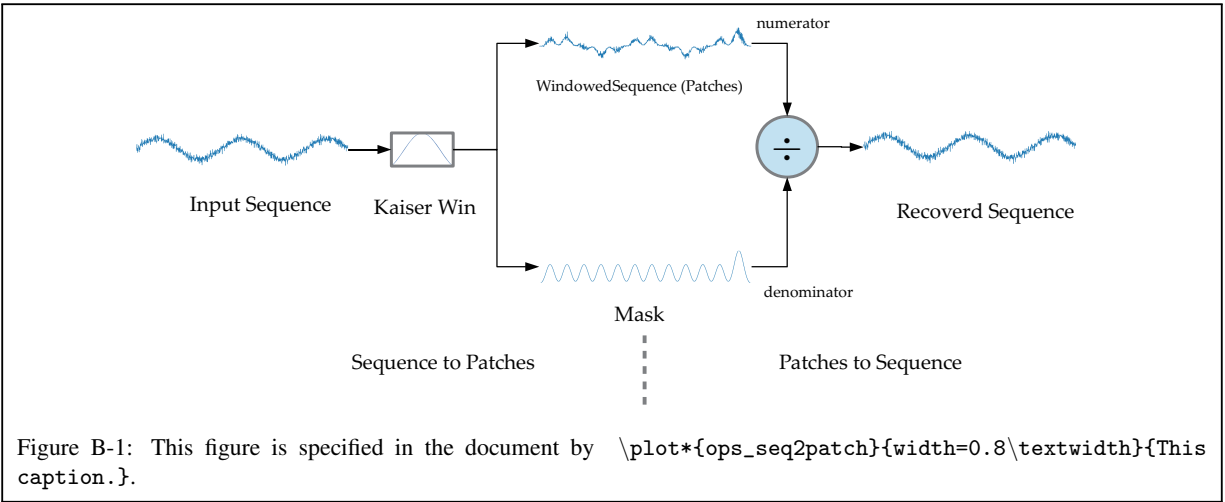 numerator
WindowedSequence (Patches)
Input Sequence
Kaiser Win
Recoverd Sequence
denominator
Mask
Sequence to Patches
Patches to Sequence
Figure B-1: This figure is specified in the document by \plot*{ops_seq2patch}{width=0.8\textwidth}{This
caption.}.